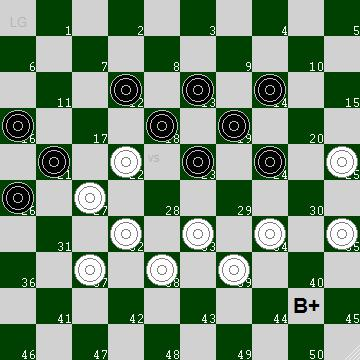 LG 1 2 3 4 5
6 7 8 9 10
11 12 13 14 15
16 17 18 19 20
21 22 vs 23 24 25
26 27 28 29 30
31 32 33 34 35
36 37 38 39 40
41 42 43 44 B+ 45
46 47 48 49 50